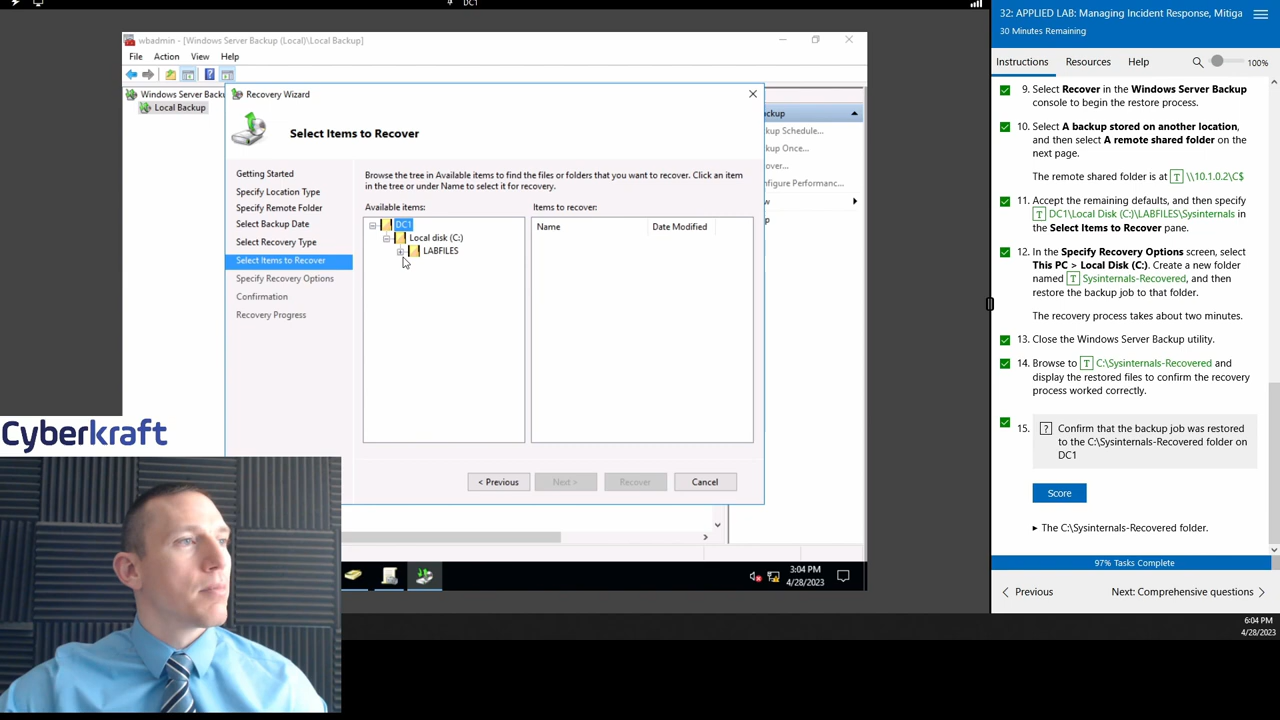 DC1
wbadmin - [Windows Server Backup (Local)\Local Backup]
File Action View Help
Windows Server Backu
Local Backup
Recovery Wizard
Select Items to Recover
Getting Started
Specify Location Type
Specify Remote Folder
Select Backup Date
Select Recovery Type
Select Items to Recover
Specify Recovery Options
Confirmation
Recovery Progress
Browse the tree in Available items to find the files or folders that you want to recover. Click an item
in the tree or under Name to select it for recovery.
Available items:
DC1
Local disk (C:)
LABFILES
Items to recover:
Name Date Modified
< Previous Next > Recover Cancel
ckup
kup Schedule...
kup Once...
over...
figure Performanc...
w
p
3:04 PM
4/28/2023
Cyberkraft
32: APPLIED LAB: Managing Incident Response, Mitiga
30 Minutes Remaining
Instructions Resources Help 100%
9. Select Recover in the Windows Server Backup
console to begin the restore process.
10. Select A backup stored on another location,
and then select A remote shared folder on the
next page.
The remote shared folder is at T \\10.1.0.2\C$
11. Accept the remaining defaults, and then specify
T DC1\Local Disk (C:)\LABFILES\Sysinternals in
the Select Items to Recover pane.
12. In the Specify Recovery Options screen, select
This PC > Local Disk (C:). Create a new folder
named T Sysinternals-Recovered, and then
restore the backup job to that folder.
The recovery process takes about two minutes.
13. Close the Windows Server Backup utility.
14. Browse to T C:\Sysinternals-Recovered and
display the restored files to confirm the recovery
process worked correctly.
15. ? Confirm that the backup job was restored
to the C:\Sysinternals-Recovered folder on
DC1
Score
The C:\Sysinternals-Recovered folder.
97% Tasks Complete
Previous Next: Comprehensive questions
6:04 PM
4/28/2023